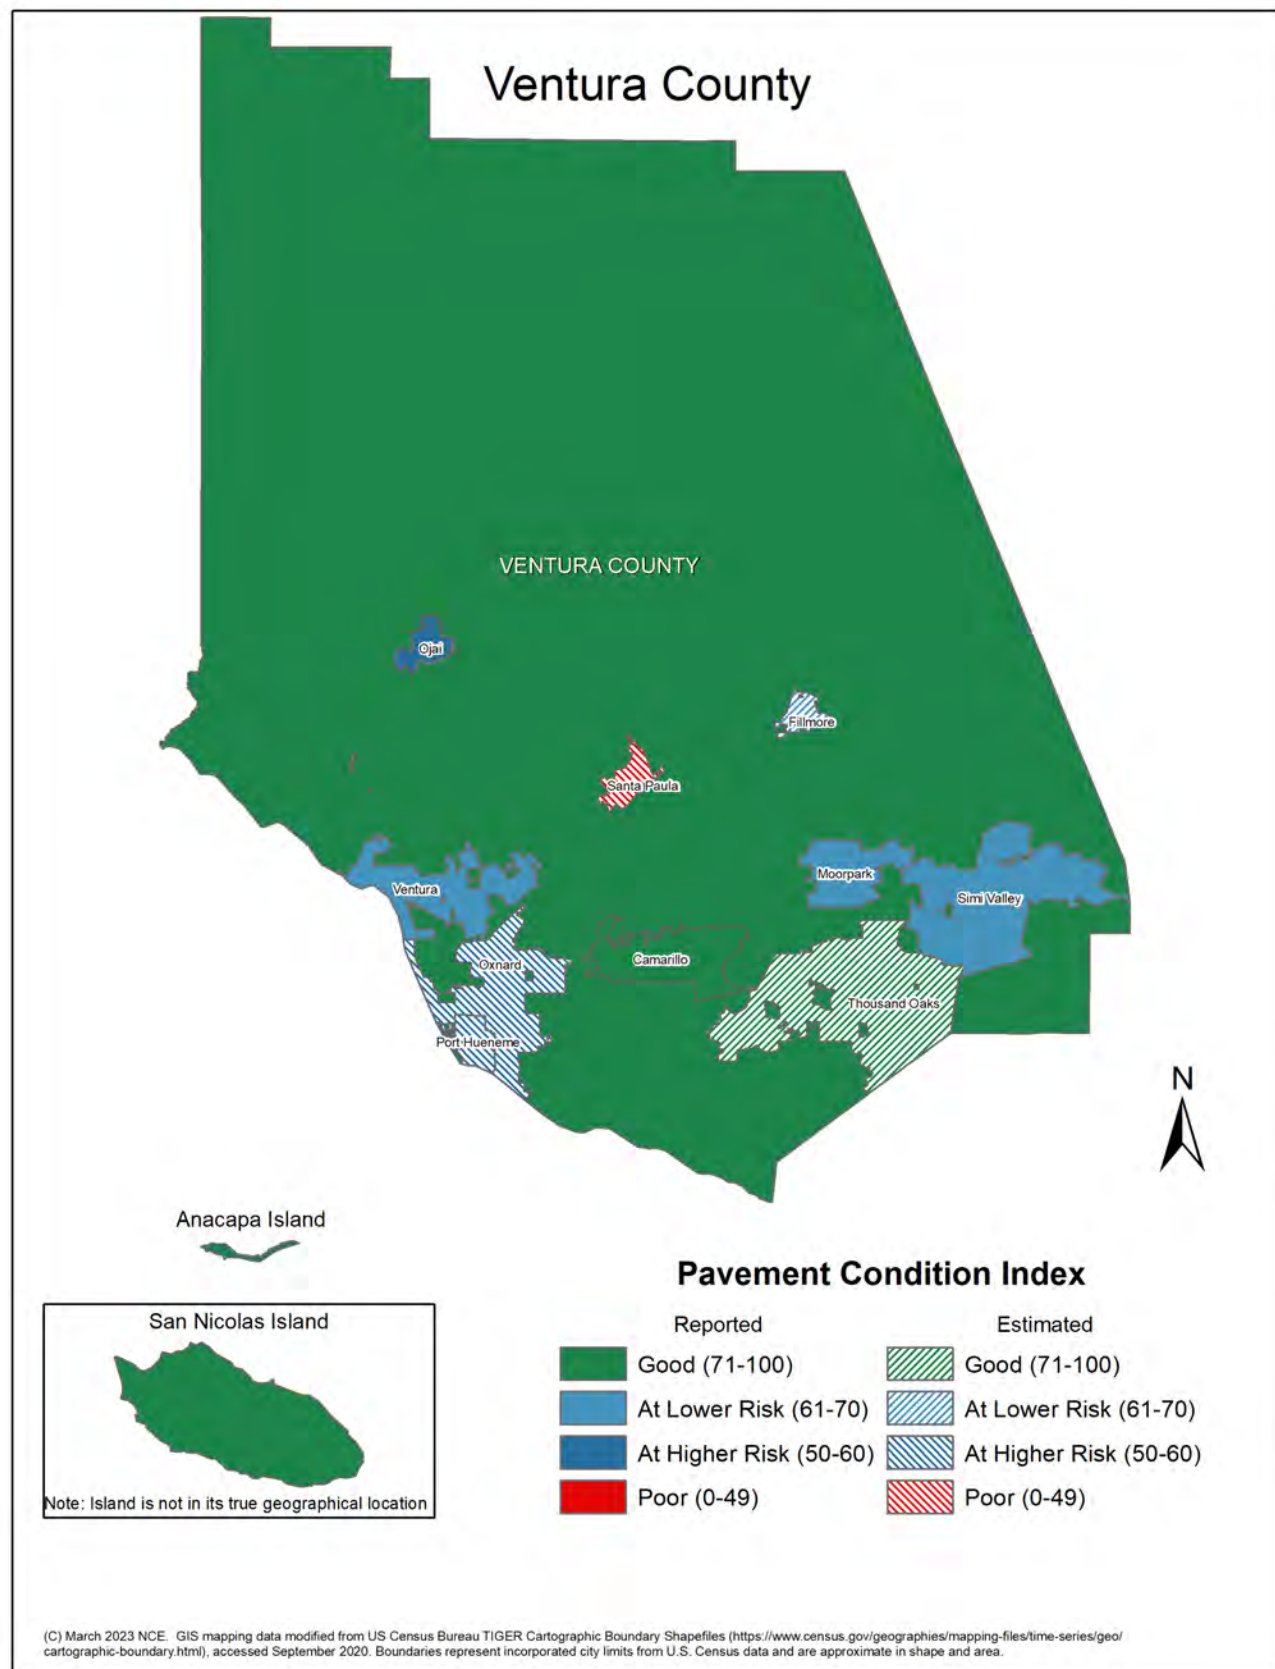 Ventura County
VENTURA COUNTY
Ojai
Fillmore
Santa Paula
Moorpark
Ventura
Simi Valley
Camarillo
Oxnard
Thousand Oaks
Port Hueneme
N
Anacapa Island
San Nicolas Island
Note: Island is not in its true geographical location
Pavement Condition Index
Reported
Estimated
Good (71-100)
Good (71-100)
At Lower Risk (61-70)
At Lower Risk (61-70)
At Higher Risk (50-60)
At Higher Risk (50-60)
Poor (0-49)
Poor (0-49)
(C) March 2023 NCE. GIS mapping data modified from US Census Bureau TIGER Cartographic Boundary Shapefiles (https://www.census.gov/geographies/mapping-files/time-series/geo/
cartographic-boundary.html), accessed September 2020. Boundaries represent incorporated city limits from U.S. Census data and are approximate in shape and area.